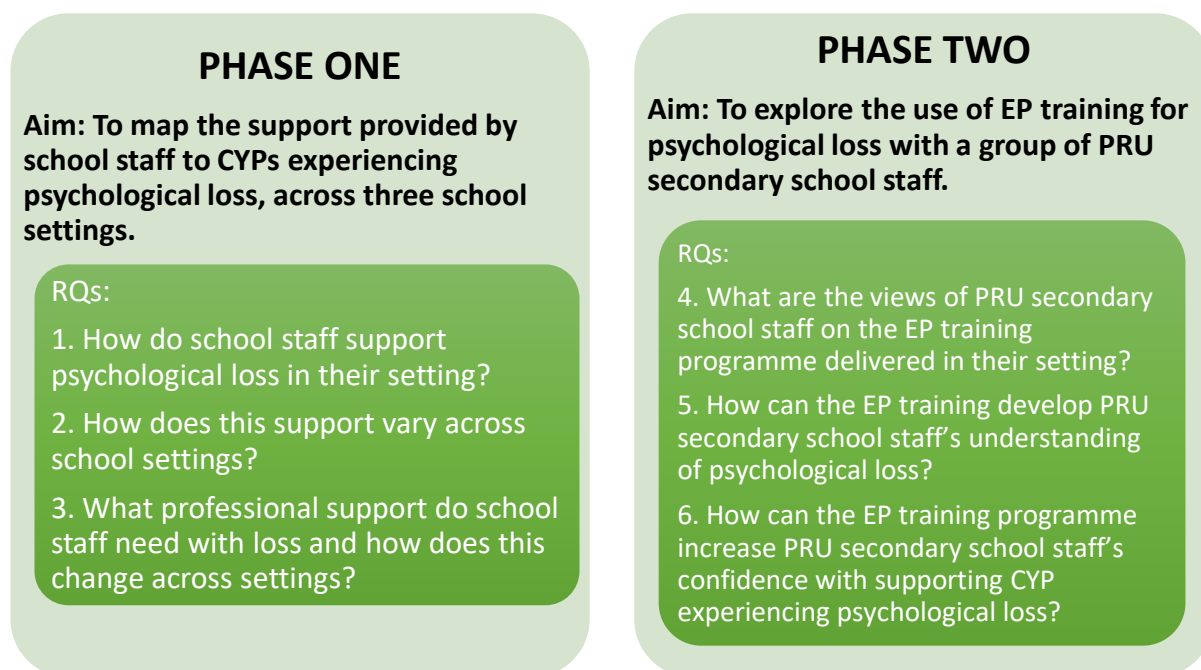 PHASE ONE
Aim: To map the support provided by
school staff to CYPs experiencing
psychological loss, across three school
settings.
RQs:
1. How do school staff support
psychological loss in their setting?
2. How does this support vary across
school settings?
3. What professional support do school
staff need with loss and how does this
change across settings?
PHASE TWO
Aim: To explore the use of EP training for
psychological loss with a group of PRU
secondary school staff.
RQs:
4. What are the views of PRU secondary
school staff on the EP training
programme delivered in their setting?
5. How can the EP training develop PRU
secondary school staff’s understanding
of psychological loss?
6. How can the EP training programme
increase PRU secondary school staff’s
confidence with supporting CYP
experiencing psychological loss?